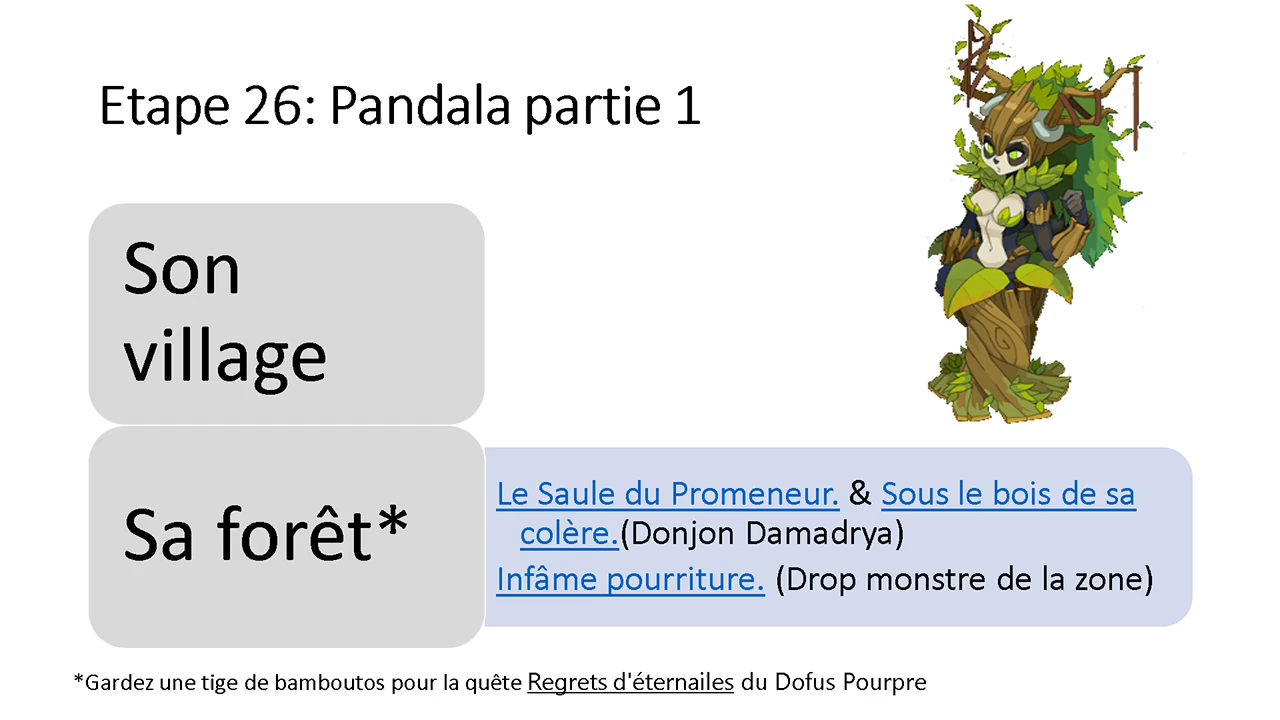 Etape 26: Pandala partie 1
Son
village
Sa forêt*
Le Saule du Promeneur. & Sous le bois de sa
colère.(Donjon Damadrya)
Infâme pourriture. (Drop monstre de la zone)
*Gardez une tige de bamboutos pour la quête Regrets d'éternailes du Dofus Pourpre